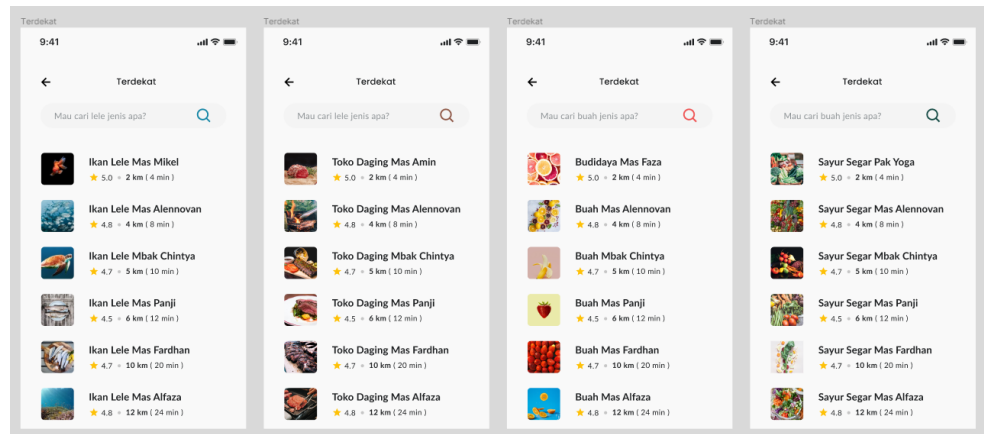 Terdekat
9:41
Terdekat
Mau cari lele jenis apa?
Ikan Lele Mas Mikel
5.0 2 km ( 4 min )
Ikan Lele Mas Alennovan
4.8 4 km ( 8 min )
Ikan Lele Mbak Chintya
4.7 5 km ( 10 min )
Ikan Lele Mas Panji
4.5 6 km ( 12 min )
Ikan Lele Mas Fardhan
4.7 10 km ( 20 min )
Ikan Lele Mas Alfaza
4.8 12 km ( 24 min )
Terdekat
9:41
Terdekat
Mau cari lele jenis apa?
Toko Daging Mas Amin
5.0 2 km ( 4 min )
Toko Daging Mas Alennovan
4.8 4 km ( 8 min )
Toko Daging Mbak Chintya
4.7 5 km ( 10 min )
Toko Daging Mas Panji
4.5 6 km ( 12 min )
Toko Daging Mas Fardhan
4.7 10 km ( 20 min )
Toko Daging Mas Alfaza
4.8 12 km ( 24 min )
Terdekat
9:41
Terdekat
Mau cari buah jenis apa?
Budidaya Mas Faza
5.0 2 km ( 4 min )
Buah Mas Alennovan
4.8 4 km ( 8 min )
Buah Mbak Chintya
4.7 5 km ( 10 min )
Buah Mas Panji
4.5 6 km ( 12 min )
Buah Mas Fardhan
4.7 10 km ( 20 min )
Buah Mas Alfaza
4.8 12 km ( 24 min )
Terdekat
9:41
Terdekat
Mau cari buah jenis apa?
Sayur Segar Pak Yoga
5.0 2 km ( 4 min )
Sayur Segar Mas Alennovan
4.8 4 km ( 8 min )
Sayur Segar Mbak Chintya
4.7 5 km ( 10 min )
Sayur Segar Mas Panji
4.5 6 km ( 12 min )
Sayur Segar Mas Fardhan
4.7 10 km ( 20 min )
Sayur Segar Mas Alfaza
4.8 12 km ( 24 min )